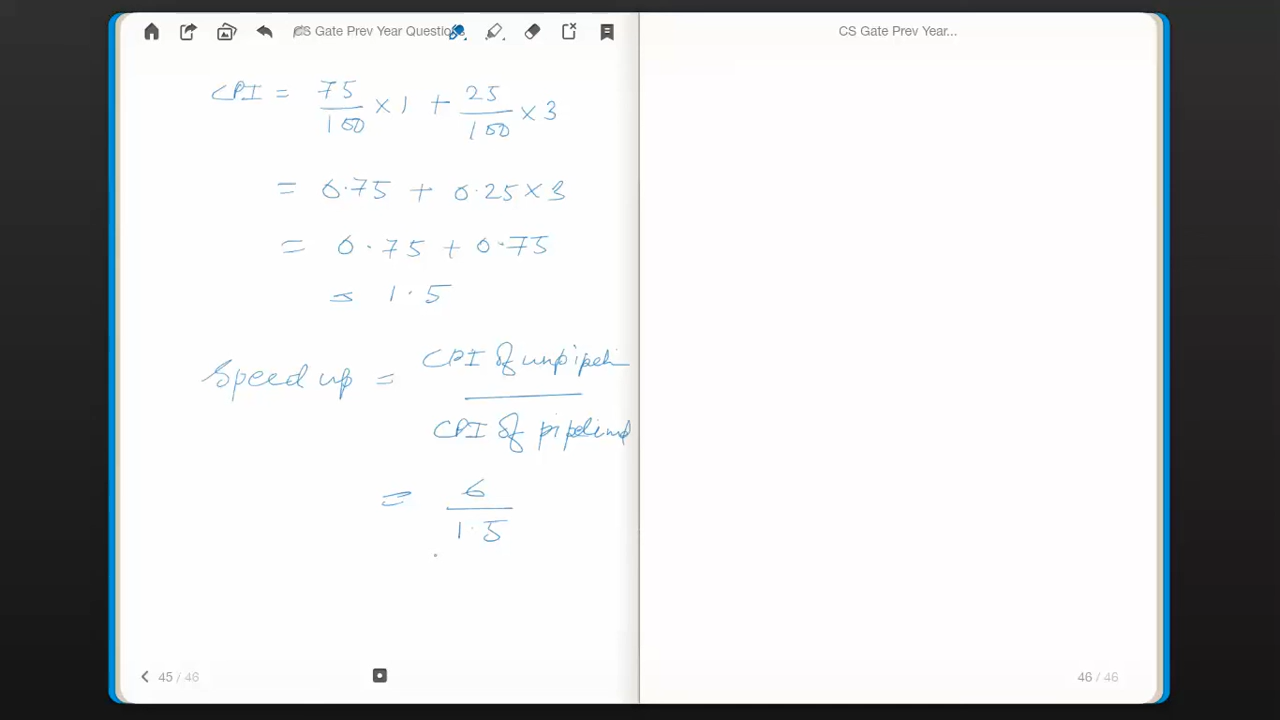 CS Gate Prev Year Questio
CS Gate Prev Year...
CPI = 75/100 × 1 + 25/100 × 3
= 0.75 + 0.25 × 3
= 0.75 + 0.75
= 1.5
Speed up = CPI of unpipeli / CPI of pipelined
= 6/1.5
45 / 46
46 / 46